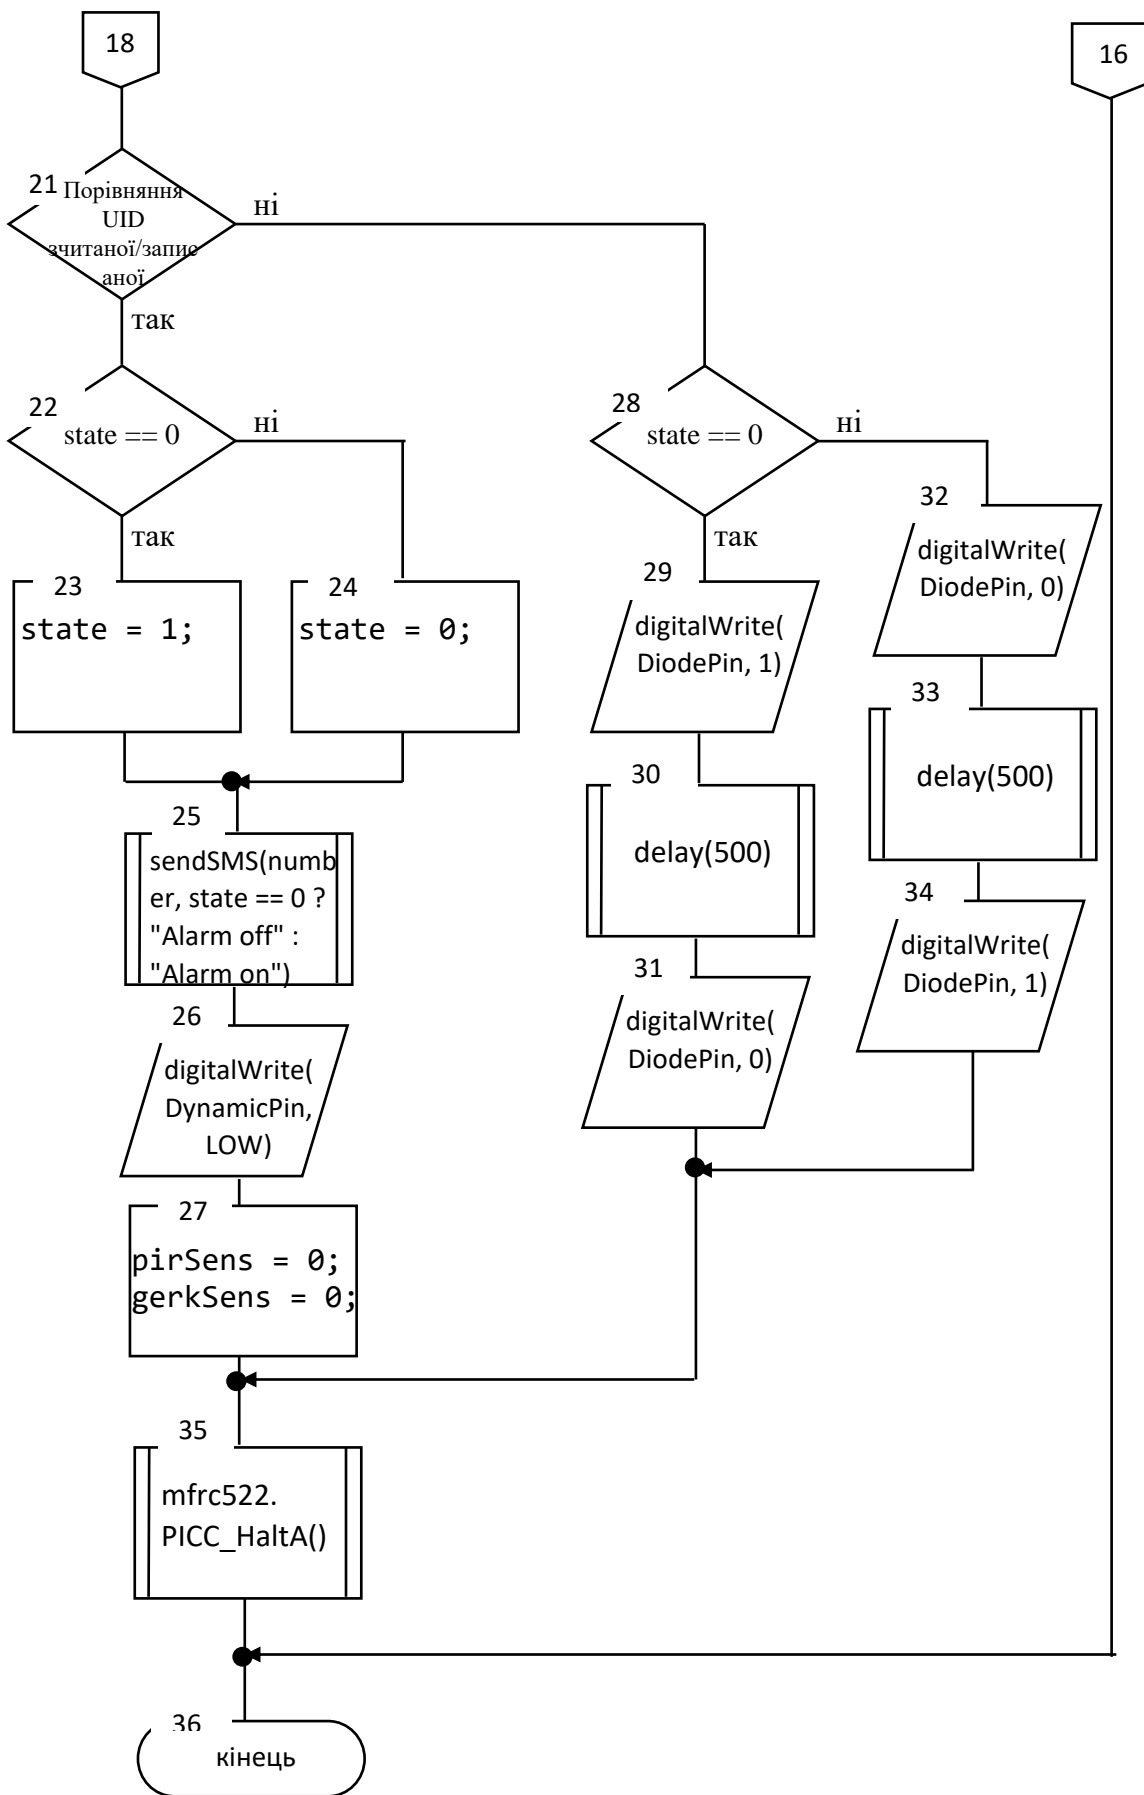 18
16
21
Порівняння
UID
зчитаної/запис
аної
ні
так
22
state == 0
ні
так
28
state == 0
ні
так
23
state = 1;
24
state = 0;
29
digitalWrite(
DiodePin, 1)
32
digitalWrite(
DiodePin, 0)
33
delay(500)
30
delay(500)
34
digitalWrite(
DiodePin, 1)
31
digitalWrite(
DiodePin, 0)
25
sendSMS(numb
er, state == 0 ?
"Alarm off" :
"Alarm on")
26
digitalWrite(
DynamicPin,
LOW)
27
pirSens = 0;
gerkSens = 0;
35
mfrc522.
PICC_HaltA()
36
кінець